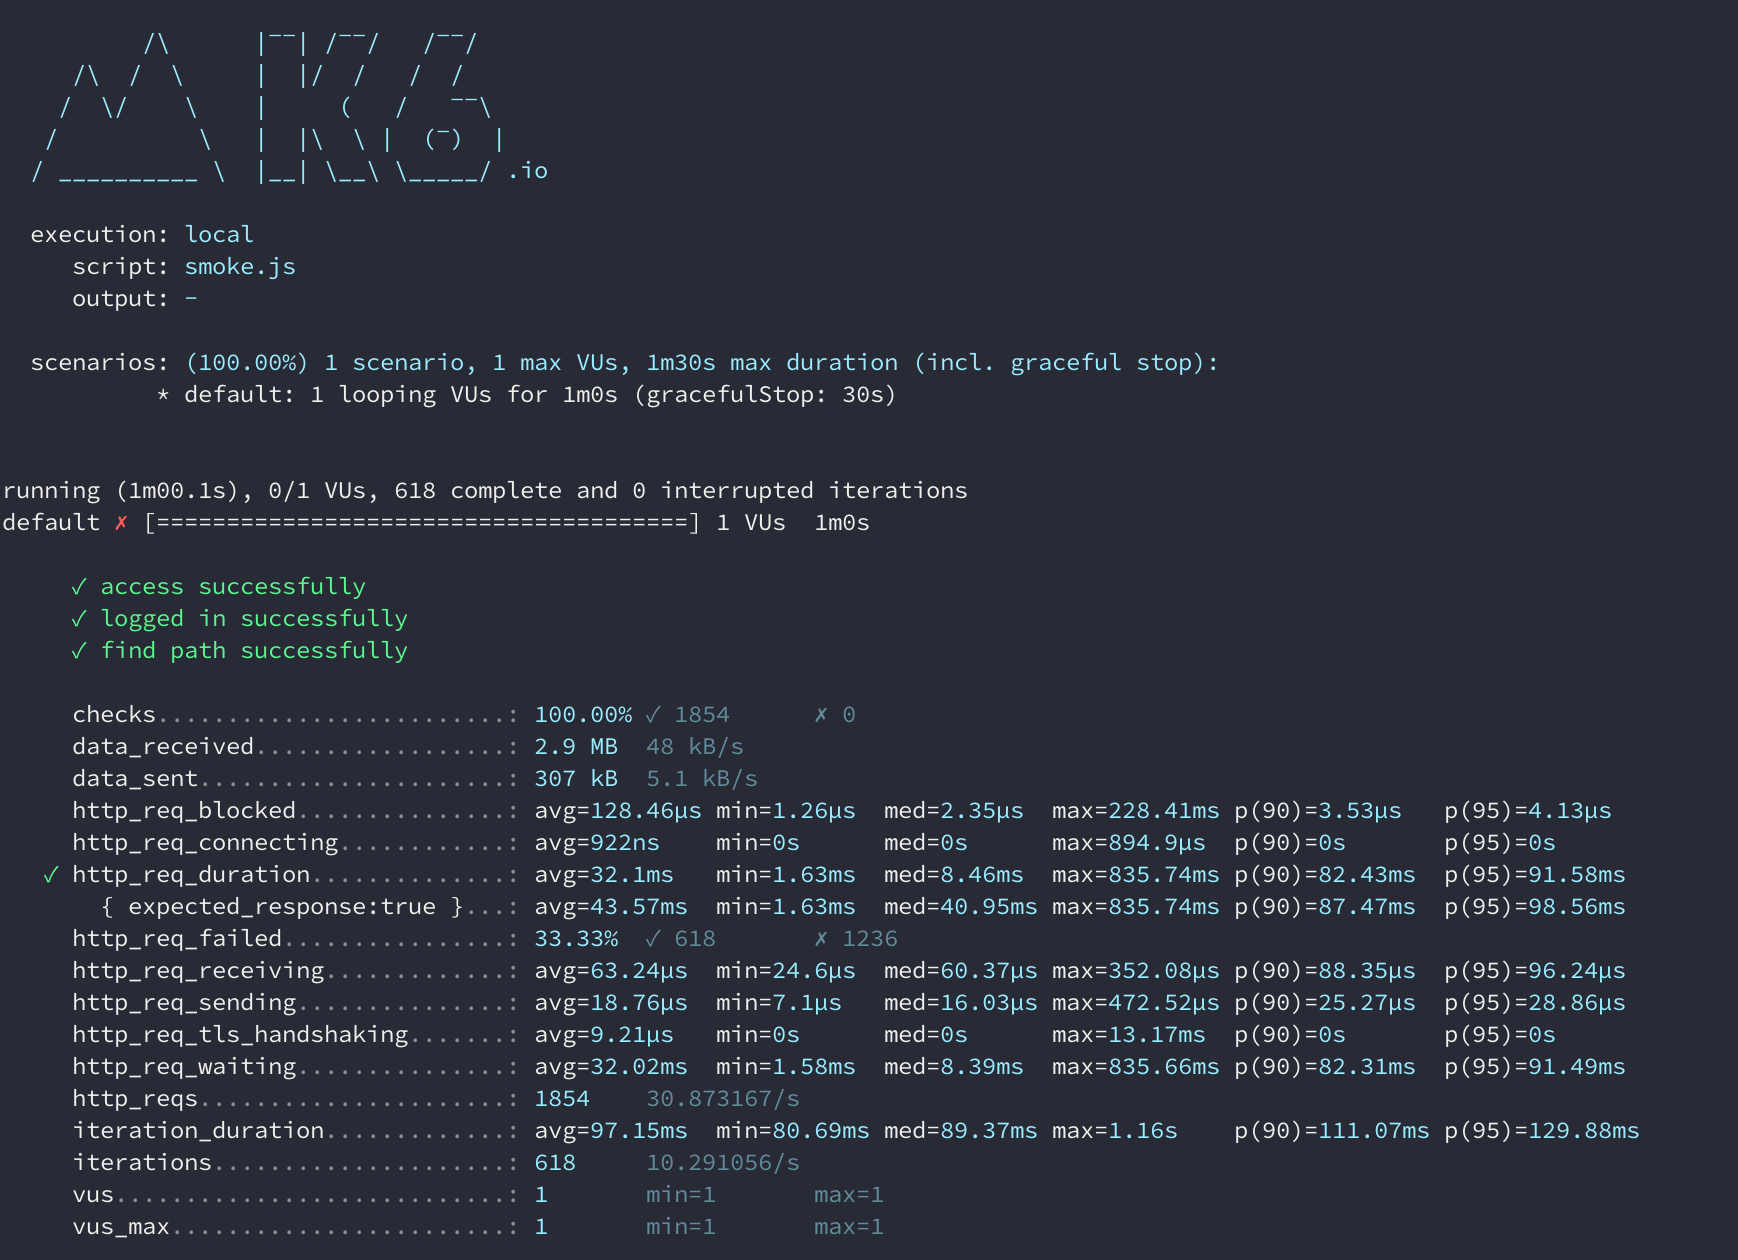 /\      |‾‾| /‾‾/   /‾‾/
     /\  /  \     |  |/  /   /  /
    /  \/    \    |     (   /   ‾‾\
   /          \   |  |\  \ |  (‾)  |
  / __________ \  |__| \__\ \_____/ .io
  execution: local
     script: smoke.js
     output: -
  scenarios: (100.00%) 1 scenario, 1 max VUs, 1m30s max duration (incl. graceful stop):
           * default: 1 looping VUs for 1m0s (gracefulStop: 30s)
running (1m00.1s), 0/1 VUs, 618 complete and 0 interrupted iterations
default ✗ [======================================] 1 VUs  1m0s
     ✓ access successfully
     ✓ logged in successfully
     ✓ find path successfully
     checks.........................: 100.00% ✓ 1854      ✗ 0
     data_received..................: 2.9 MB  48 kB/s
     data_sent......................: 307 kB  5.1 kB/s
     http_req_blocked...............: avg=128.46µs min=1.26µs  med=2.35µs  max=228.41ms p(90)=3.53µs   p(95)=4.13µs
     http_req_connecting............: avg=922ns    min=0s      med=0s      max=894.9µs  p(90)=0s       p(95)=0s
   ✓ http_req_duration..............: avg=32.1ms   min=1.63ms  med=8.46ms  max=835.74ms p(90)=82.43ms  p(95)=91.58ms
       { expected_response:true }...: avg=43.57ms  min=1.63ms  med=40.95ms max=835.74ms p(90)=87.47ms  p(95)=98.56ms
     http_req_failed................: 33.33%  ✓ 618       ✗ 1236
     http_req_receiving.............: avg=63.24µs  min=24.6µs  med=60.37µs max=352.08µs p(90)=88.35µs  p(95)=96.24µs
     http_req_sending...............: avg=18.76µs  min=7.1µs   med=16.03µs max=472.52µs p(90)=25.27µs  p(95)=28.86µs
     http_req_tls_handshaking.......: avg=9.21µs   min=0s      med=0s      max=13.17ms  p(90)=0s       p(95)=0s
     http_req_waiting...............: avg=32.02ms  min=1.58ms  med=8.39ms  max=835.66ms p(90)=82.31ms  p(95)=91.49ms
     http_reqs......................: 1854    30.873167/s
     iteration_duration.............: avg=97.15ms  min=80.69ms med=89.37ms max=1.16s    p(90)=111.07ms p(95)=129.88ms
     iterations.....................: 618     10.291056/s
     vus............................: 1       min=1       max=1
     vus_max........................: 1       min=1       max=1